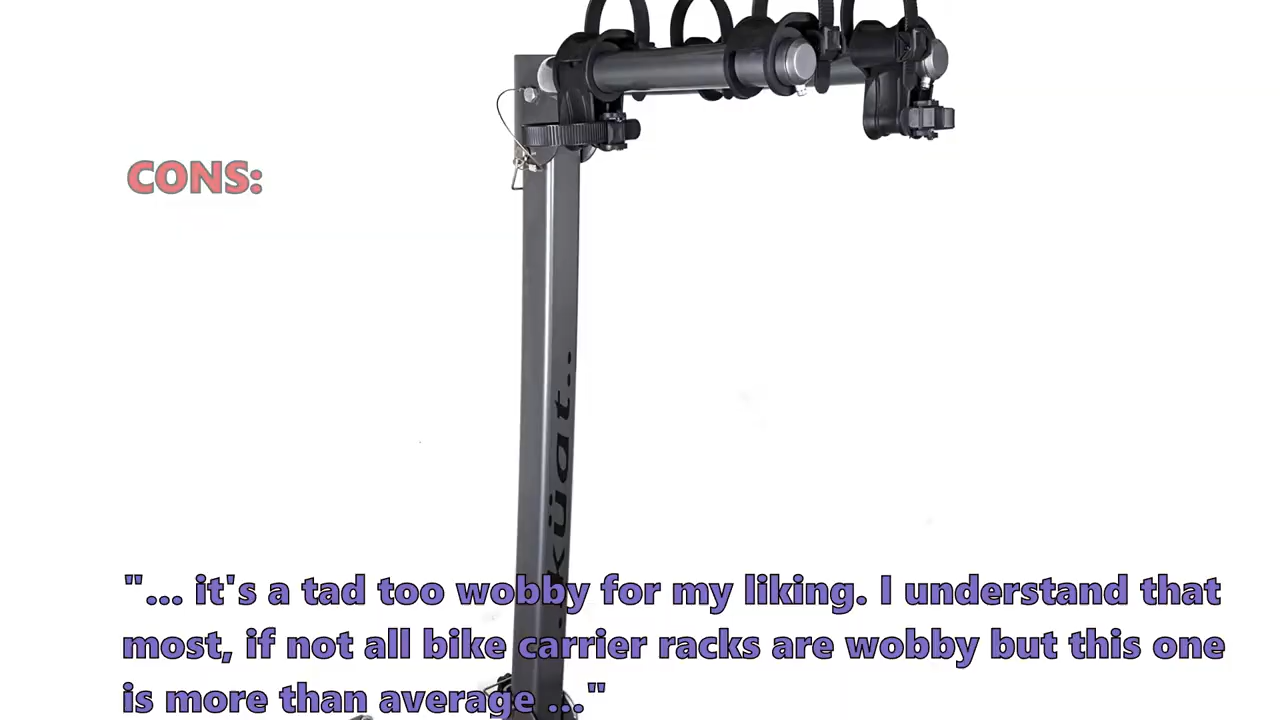 CONS:
küat..
"... it's a tad too wobby for my liking. I understand that
most, if not all bike carrier racks are wobby but this one
is more than average ..."